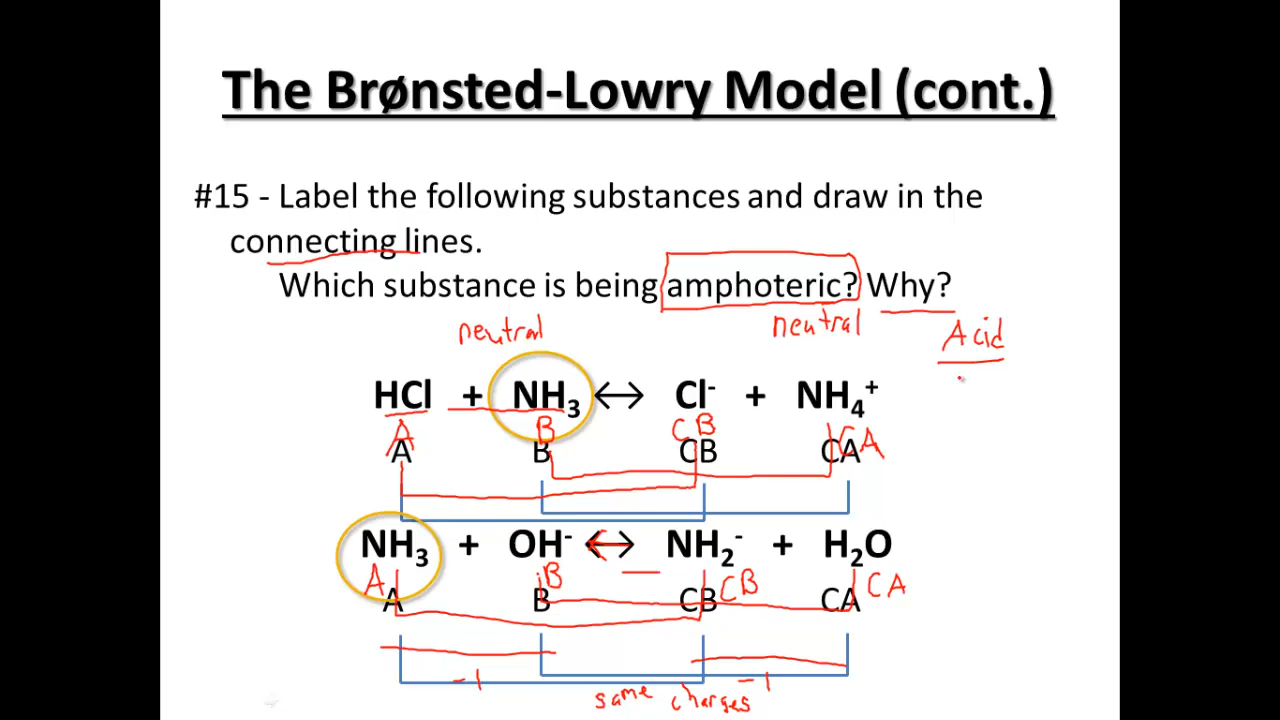 The Brønsted-Lowry Model (cont.)
#15 - Label the following substances and draw in the
connecting lines.
Which substance is being amphoteric? Why?
neutral neutral Acid
HCl + NH₃ ↔ Cl⁻ + NH₄⁺
A B CB CA
A B CB CA
NH₃ + OH⁻ ↔ NH₂⁻ + H₂O
A B CB CA
A B CB CA
-1 same charges -1